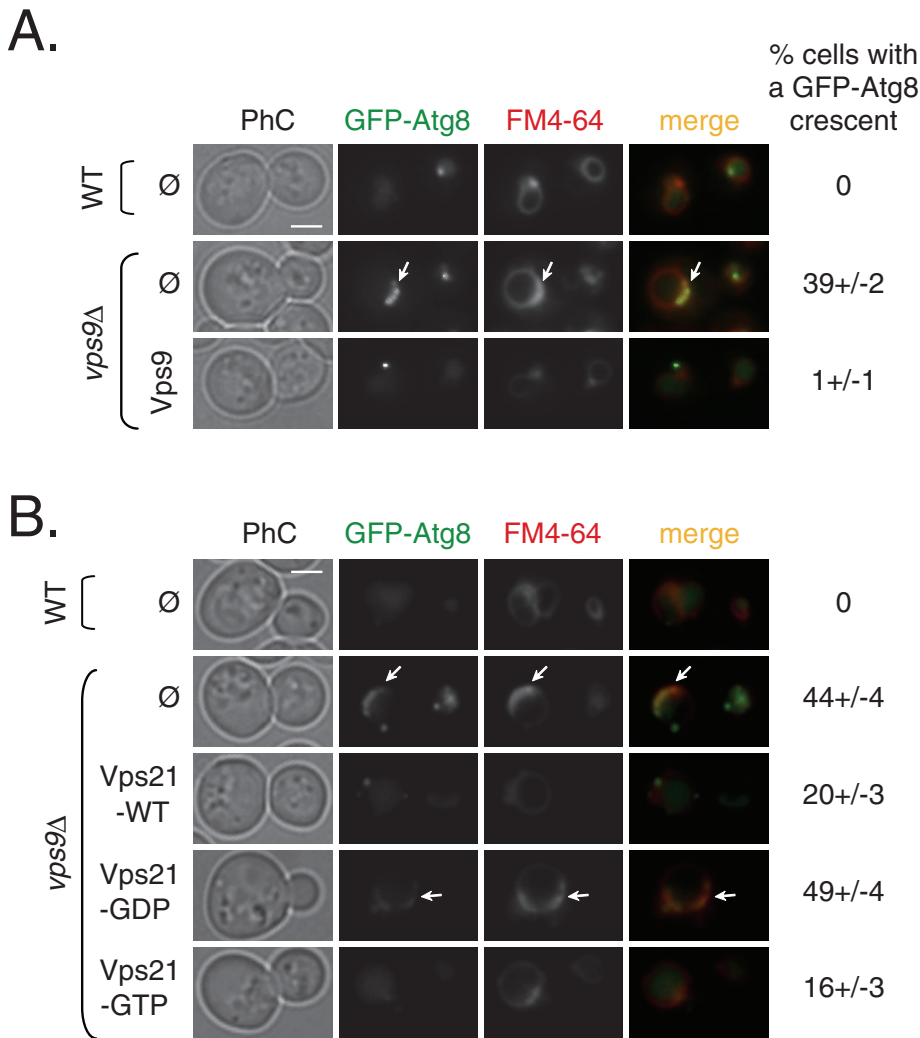 A.
% cells with
a GFP-Atg8
crescent
PhC GFP-Atg8 FM4-64 merge
WT Ø 0
vps9Δ Ø 39+/-2
Vps9 1+/-1
B.
PhC GFP-Atg8 FM4-64 merge
WT Ø 0
vps9Δ Ø 44+/-4
Vps21
-WT 20+/-3
Vps21
-GDP 49+/-4
Vps21
-GTP 16+/-3